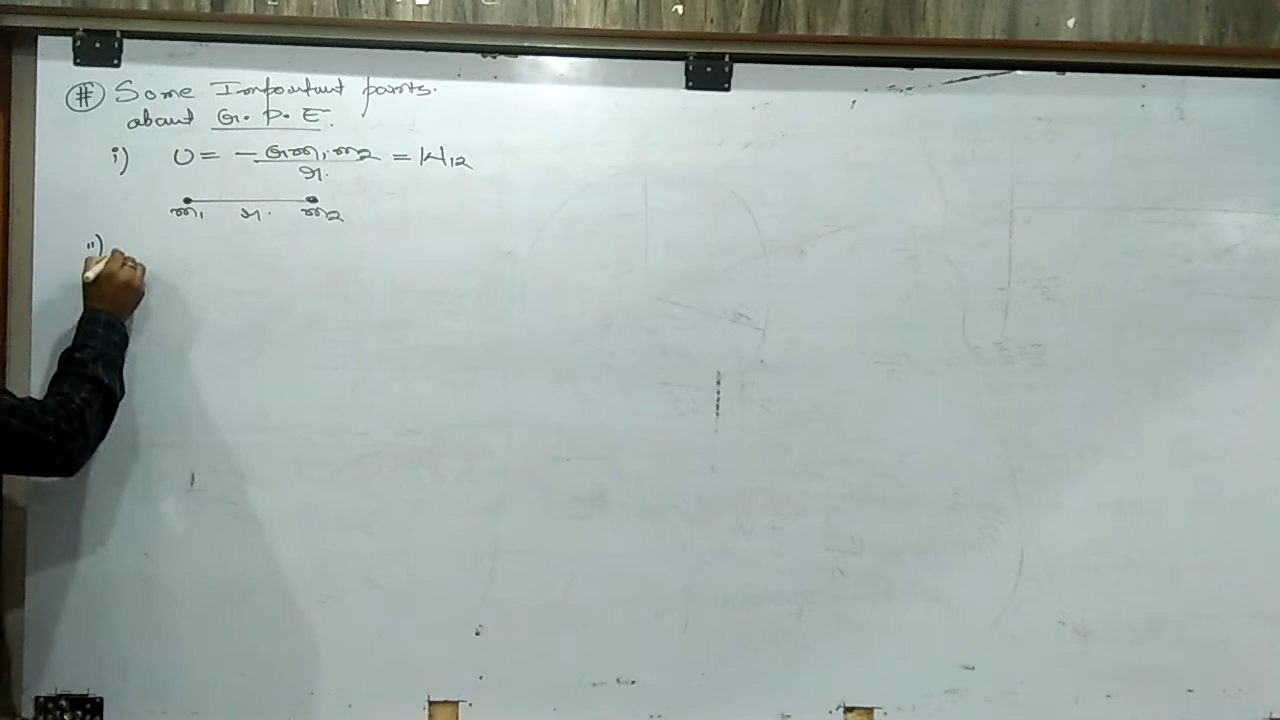 # Some Important points.
about G.P.E.
i) U = - Gm₁m₂/r. = W₁₂
m₁ r. m₂
ii)